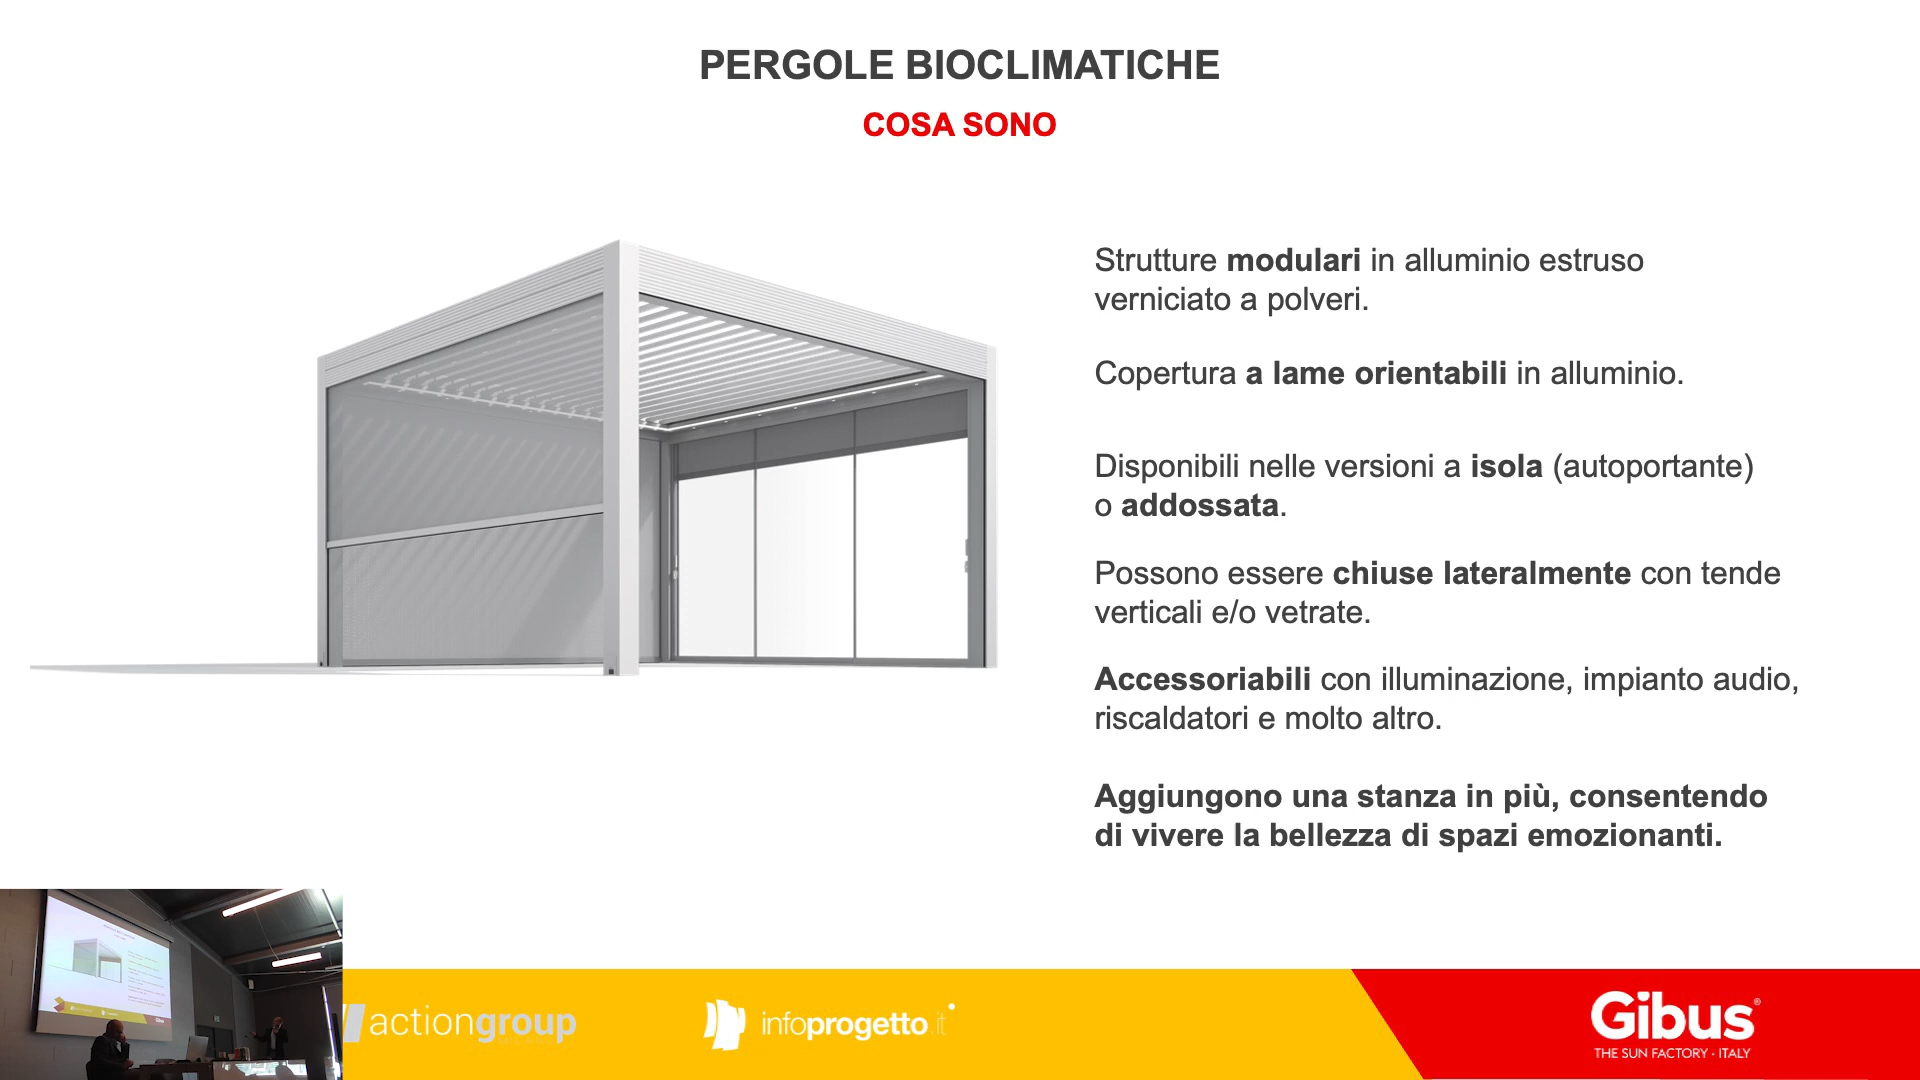 PERGOLE BIOCLIMATICHE
COSA SONO
Strutture modulari in alluminio estruso
verniciato a polveri.
Copertura a lame orientabili in alluminio.
Disponibili nelle versioni a isola (autoportante)
o addossata.
Possono essere chiuse lateralmente con tende
verticali e/o vetrate.
Accessoriabili con illuminazione, impianto audio,
riscaldatori e molto altro.
Aggiungono una stanza in più, consentendo
di vivere la bellezza di spazi emozionanti.
actiongroup
infoprogetto.it
Gibus®
THE SUN FACTORY · ITALY